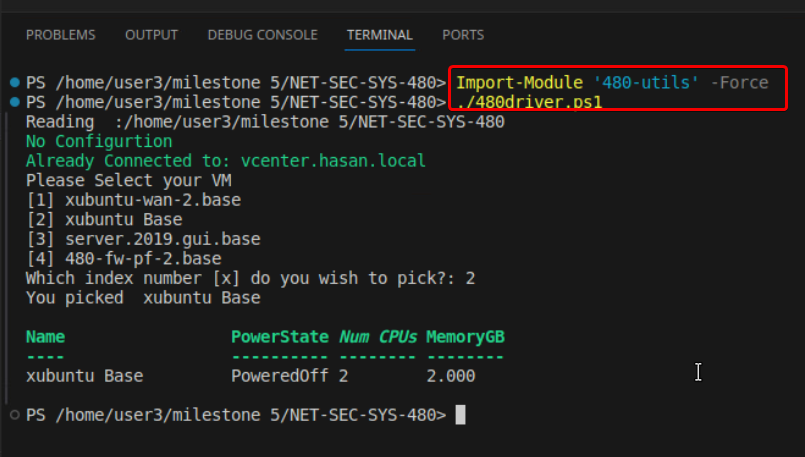 PROBLEMS OUTPUT DEBUG CONSOLE TERMINAL PORTS
PS /home/user3/milestone 5/NET-SEC-SYS-480> Import-Module '480-utils' -Force
PS /home/user3/milestone 5/NET-SEC-SYS-480> ./480driver.ps1
Reading  :/home/user3/milestone 5/NET-SEC-SYS-480
No Configurtion
Already Connected to: vcenter.hasan.local
Please Select your VM
[1] xubuntu-wan-2.base
[2] xubuntu Base
[3] server.2019.gui.base
[4] 480-fw-pf-2.base
Which index number [x] do you wish to pick?: 2
You picked  xubuntu Base
Name                 PowerState Num CPUs MemoryGB
----                 ---------- -------- --------
xubuntu Base         PoweredOff 2        2.000
PS /home/user3/milestone 5/NET-SEC-SYS-480>